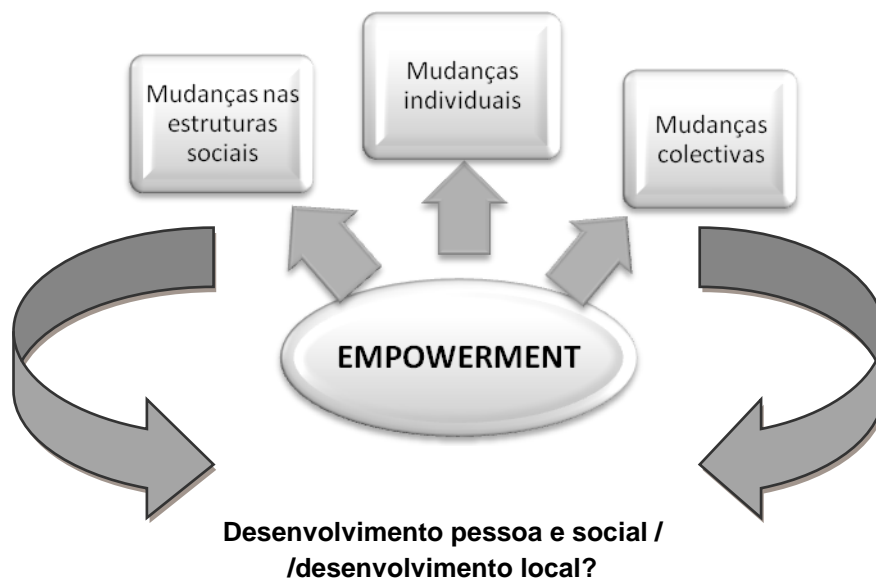 Mudanças nas
estruturas
sociais
Mudanças
individuais
Mudanças
colectivas
EMPOWERMENT
Desenvolvimento pessoa e social /
/desenvolvimento local?